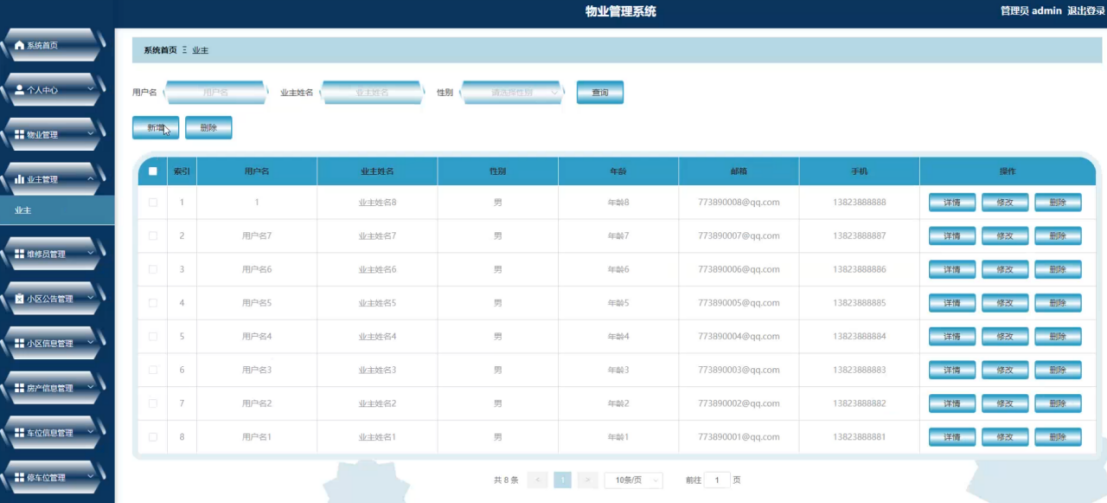 物业管理系统
管理员 admin 退出登录
系统首页
个人中心
物业管理
业主管理
业主
维修员管理
小区公告管理
小区信息管理
房产信息管理
车位信息管理
停车位管理
系统首页 Ξ 业主
用户名 用户名 业主姓名 业主姓名 性别 请选择性别 查询
新增 删除
索引 用户名 业主姓名 性别 年龄 邮箱 手机 操作
1 1 业主姓名8 男 年龄8 773890008@qq.com 13823888888 详情 修改 删除
2 用户名7 业主姓名7 男 年龄7 773890007@qq.com 13823888887 详情 修改 删除
3 用户名6 业主姓名6 男 年龄6 773890006@qq.com 13823888886 详情 修改 删除
4 用户名5 业主姓名5 男 年龄5 773890005@qq.com 13823888885 详情 修改 删除
5 用户名4 业主姓名4 男 年龄4 773890004@qq.com 13823888884 详情 修改 删除
6 用户名3 业主姓名3 男 年龄3 773890003@qq.com 13823888883 详情 修改 删除
7 用户名2 业主姓名2 男 年龄2 773890002@qq.com 13823888882 详情 修改 删除
8 用户名1 业主姓名1 男 年龄1 773890001@qq.com 13823888881 详情 修改 删除
共 8 条 < 1 > 10条/页 前往 1 页